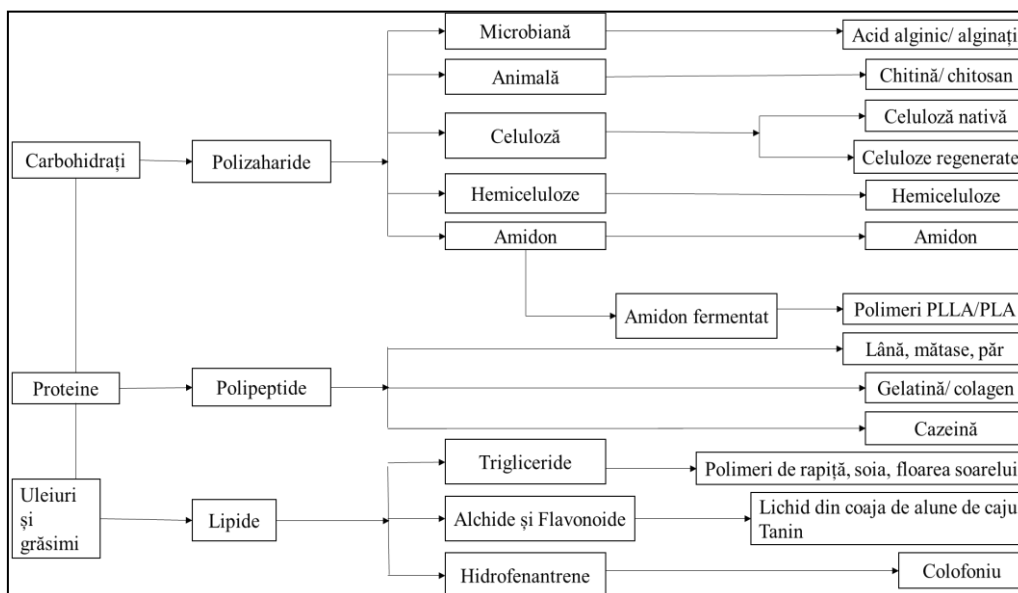 Microbiană
Acid alginic/ alginați
Animală
Chitină/ chitosan
Celuloză nativă
Celuloză
Carbohidrați
Polizaharide
Celuloze regenerate
Hemiceluloze
Hemiceluloze
Amidon
Amidon
Amidon fermentat
Polimeri PLLA/PLA
Lână, mătase, păr
Proteine
Polipeptide
Gelatină/ colagen
Cazeină
Trigliceride
Polimeri de rapiță, soia, floarea soarelui
Uleiuri
și
grăsimi
Lipide
Alchide și Flavonoide
Lichid din coaja de alune de caju
Tanin
Hidrofenantrene
Colofoniu